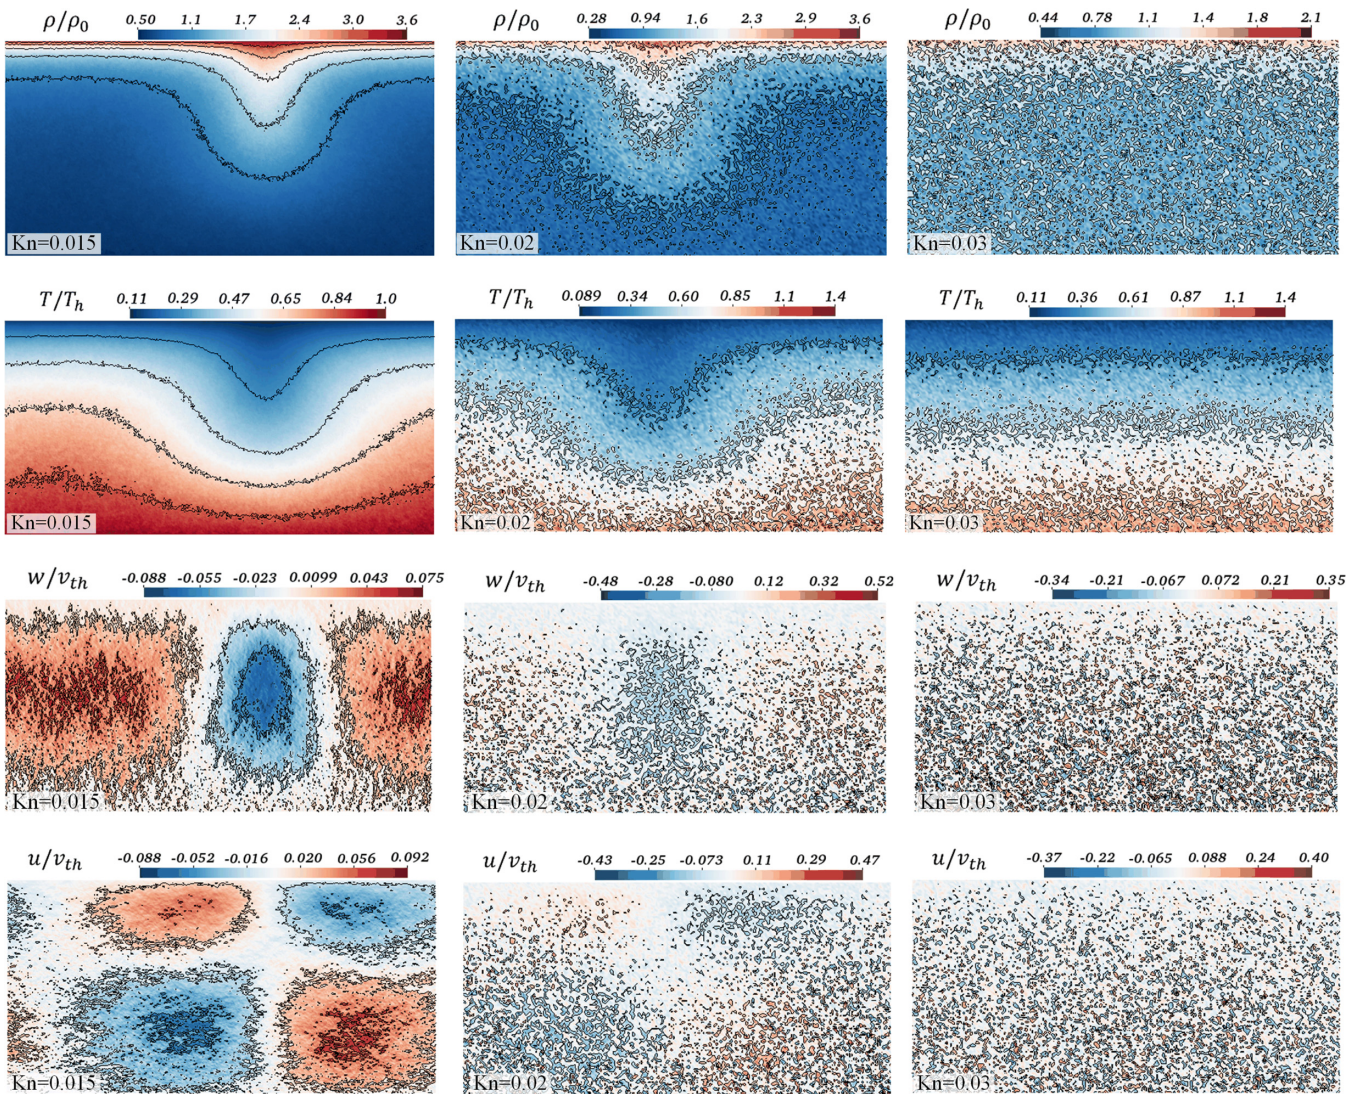 ρ/ρ0 0.50 1.1 1.7 2.4 3.0 3.6
Kn=0.015
ρ/ρ0 0.28 0.94 1.6 2.3 2.9 3.6
Kn=0.02
ρ/ρ0 0.44 0.78 1.1 1.4 1.8 2.1
Kn=0.03
T/Th 0.11 0.29 0.47 0.65 0.84 1.0
Kn=0.015
T/Th 0.089 0.34 0.60 0.85 1.1 1.4
Kn=0.02
T/Th 0.11 0.36 0.61 0.87 1.1 1.4
Kn=0.03
w/vth -0.088 -0.055 -0.023 0.0099 0.043 0.075
Kn=0.015
w/vth -0.48 -0.28 -0.080 0.12 0.32 0.52
Kn=0.02
w/vth -0.34 -0.21 -0.067 0.072 0.21 0.35
Kn=0.03
u/vth -0.088 -0.052 -0.016 0.020 0.056 0.092
Kn=0.015
u/vth -0.43 -0.25 -0.073 0.11 0.29 0.47
Kn=0.02
u/vth -0.37 -0.22 -0.065 0.088 0.24 0.40
Kn=0.03